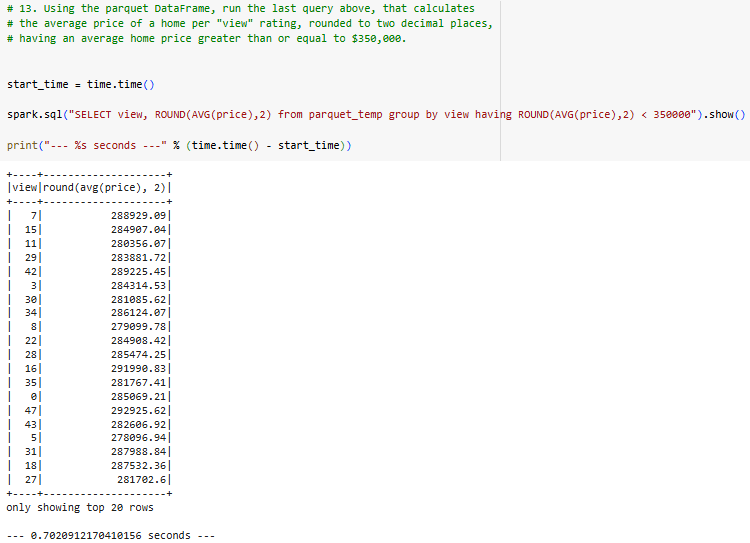 # 13. Using the parquet DataFrame, run the last query above, that calculates
# the average price of a home per "view" rating, rounded to two decimal places,
# having an average home price greater than or equal to $350,000.
start_time = time.time()
spark.sql("SELECT view, ROUND(AVG(price),2) from parquet_temp group by view having ROUND(AVG(price),2) < 350000").show()
print("--- %s seconds ---" % (time.time() - start_time))
+----+--------------------+
|view|round(avg(price), 2)|
+----+--------------------+
|   7|           288929.09|
|  15|           284907.04|
|  11|           280356.07|
|  29|           283881.72|
|  42|           289225.45|
|   3|           284314.53|
|  30|           281085.62|
|  34|           286124.07|
|   8|           279099.78|
|  22|           284908.42|
|  28|           285474.25|
|  16|           291990.83|
|  35|           281767.41|
|   0|           285069.21|
|  47|           292925.62|
|  43|           282606.92|
|   5|           278096.94|
|  31|           287988.84|
|  18|           287532.36|
|  27|            281702.6|
+----+--------------------+
only showing top 20 rows
--- 0.7020912170410156 seconds ---